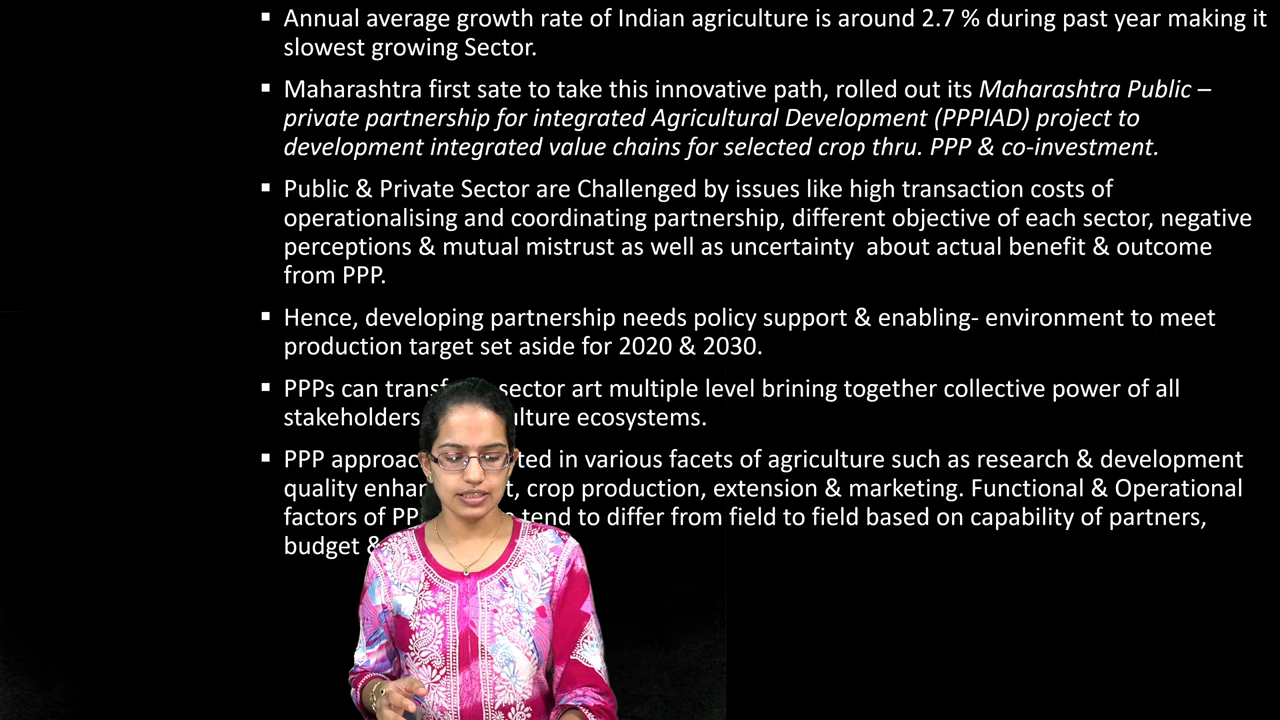 ▪ Annual average growth rate of Indian agriculture is around 2.7 % during past year making it
slowest growing Sector.
▪ Maharashtra first sate to take this innovative path, rolled out its Maharashtra Public –
private partnership for integrated Agricultural Development (PPPIAD) project to
development integrated value chains for selected crop thru. PPP & co-investment.
▪ Public & Private Sector are Challenged by issues like high transaction costs of
operationalising and coordinating partnership, different objective of each sector, negative
perceptions & mutual mistrust as well as uncertainty about actual benefit & outcome
from PPP.
▪ Hence, developing partnership needs policy support & enabling- environment to meet
production target set aside for 2020 & 2030.
▪ PPPs can sector art multiple level brining together collective power of all
stakeholders ecosystems.
▪ PPP in various facets of agriculture such as research & development
quality crop production, extension & marketing. Functional & Operational
factors of tend to differ from field to field based on capability of partners,
budget &